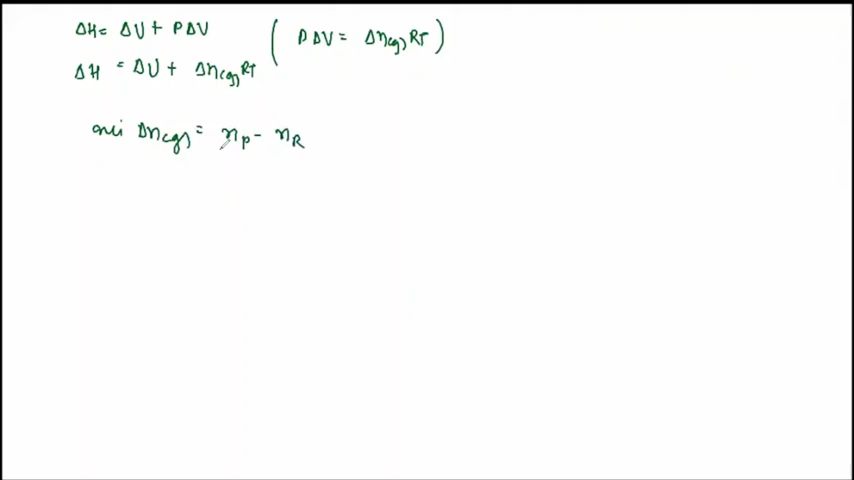 ΔH = ΔU + PΔV ( PΔV = Δn(g) RT )
ΔH = ΔU + Δn(g) RT
Δn(g) = nP - nR